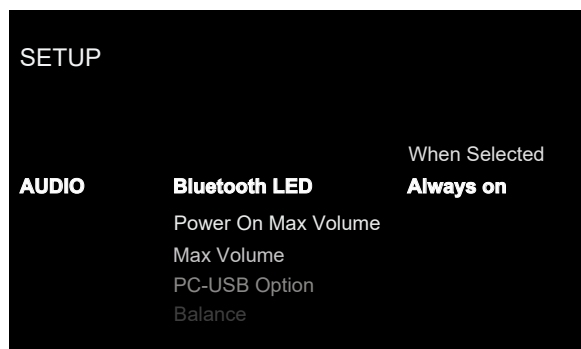 SETUP
When Selected
AUDIO Bluetooth LED Always on
Power On Max Volume
Max Volume
PC-USB Option
Balance